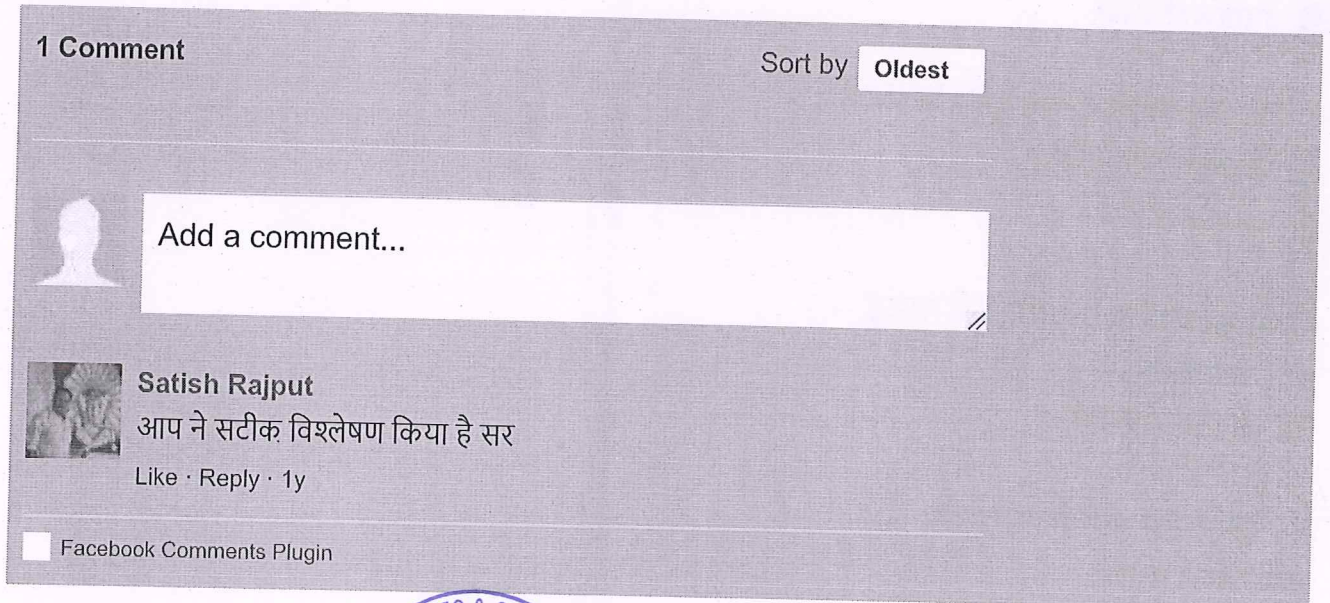 1 Comment
Sort by Oldest
Add a comment...
Satish Rajput
आप ने सटीक विश्लेषण किया है सर
Like · Reply · 1y
Facebook Comments Plugin